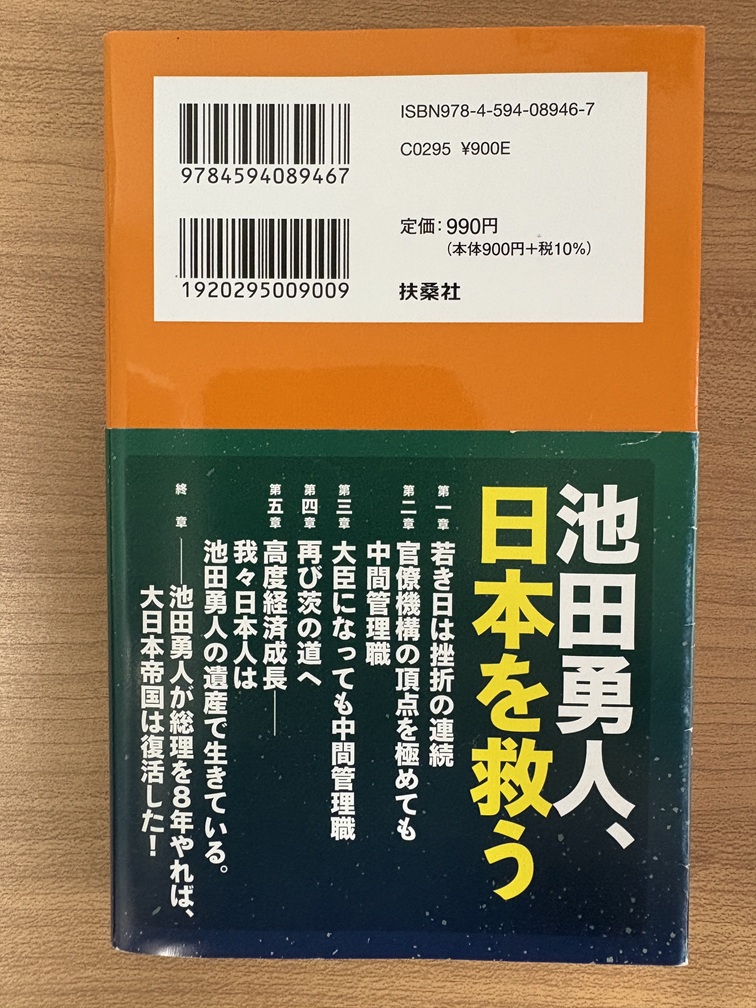 9784594089467
1920295009009
ISBN978-4-594-08946-7
C0295 ¥900E
定価：990円
（本体900円＋税10%）
扶桑社
池田勇人、
日本を救う
第一章 若き日は挫折の連続
第二章 官僚機構の頂点を極めても
中間管理職
第三章 大臣になっても中間管理職
第四章 再び茨の道へ
第五章 高度経済成長――
我々日本人は
池田勇人の遺産で生きている。
終章 ――池田勇人が総理を8年やれば、
大日本帝国は復活した！